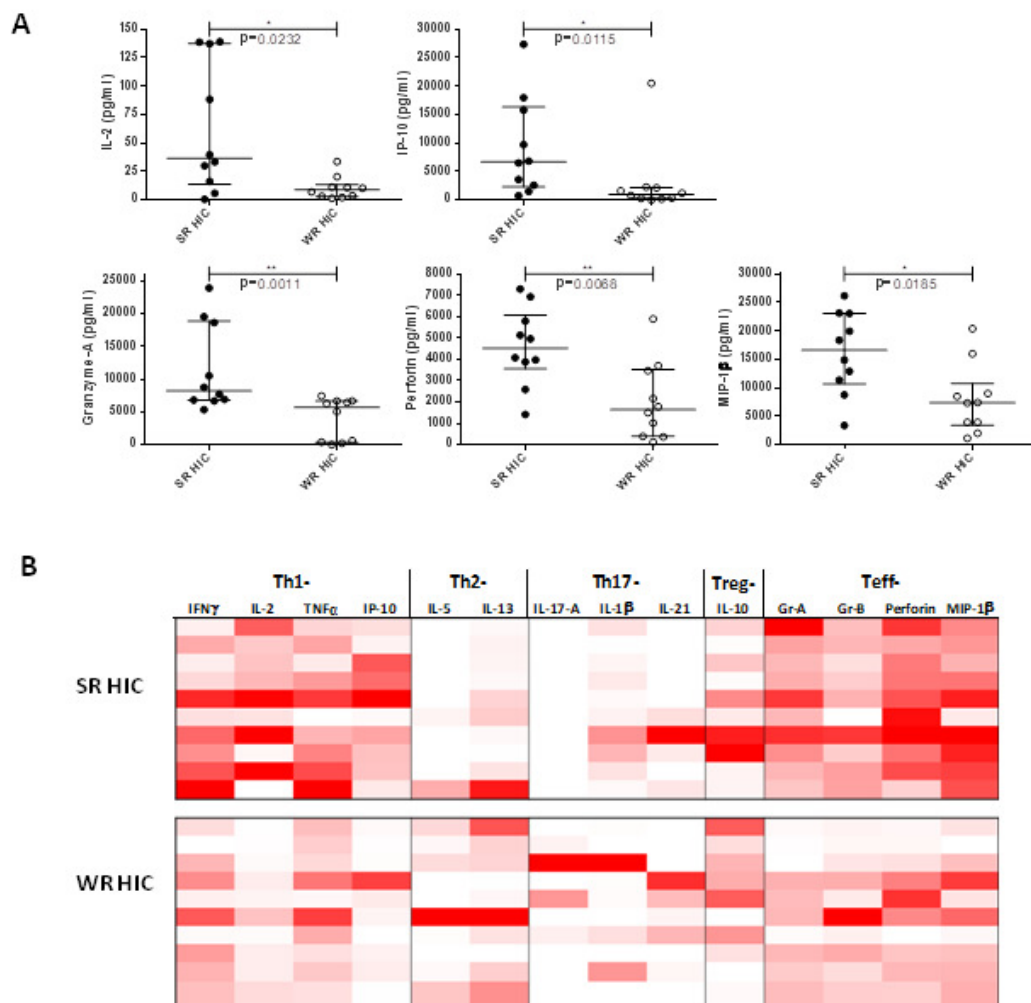 A
IL-2 (pg/ml)
150
125
100
75
50
25
0
*
p=0.0232
SR HIC
WR HIC
IP-10 (pg/ml)
30000
25000
20000
15000
10000
5000
0
*
p=0.0115
SR HIC
WR HIC
Granzyme-A (pg/ml)
25000
20000
15000
10000
5000
0
**
p=0.0011
SR HIC
WR HIC
Perforin (pg/ml)
8000
7000
6000
5000
4000
3000
2000
1000
0
**
p=0.0068
SR HIC
WR HIC
MIP-1β (pg/ml)
30000
25000
20000
15000
10000
5000
0
*
p=0.0185
SR HIC
WR HIC
B
Th1- Th2- Th17- Treg- Teff-
IFNγ IL-2 TNFα IP-10 IL-5 IL-13 IL-17-A IL-1β IL-21 IL-10 Gr-A Gr-B Perforin MIP-1β
SR HIC
WR HIC